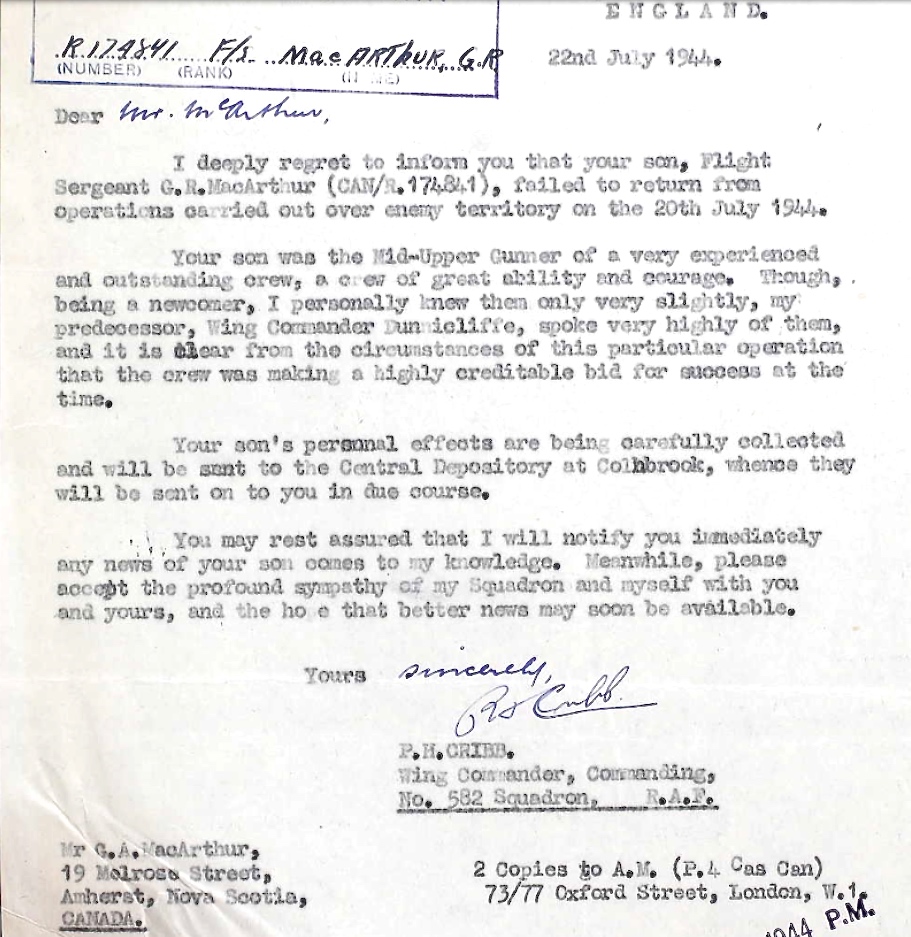 E N G L A N D.
R.174841 F/S. MacARTHUR, G.R
(NUMBER) (RANK)
22nd July 1944.
Dear Mr. McArthur,
I deeply regret to inform you that your son, Flight
Sergeant G.R.MacArthur (CAN/R.174841), failed to return from
operations carried out over enemy territory on the 20th July 1944.
Your son was the Mid-Upper Gunner of a very experienced
and outstanding crew, a crew of great ability and courage. Though,
being a newcomer, I personally knew them only very slightly, my
predecessor, Wing Commander Dunnicliffe, spoke very highly of them,
and it is clear from the circumstances of this particular operation
that the crew was making a highly creditable bid for success at the
time.
Your son's personal effects are being carefully collected
and will be sent to the Central Depository at Colnbrook, whence they
will be sent on to you in due course.
You may rest assured that I will notify you immediately
any news of your son comes to my knowledge. Meanwhile, please
accept the profound sympathy of my Squadron and myself with you
and yours, and the ho e that better news may soon be available.
Yours sincerely,
P.H.CRIBB.
Wing Commander, Commanding,
No. 582 Squadron, R.A.F.
Mr G.A.MacArthur,
19 Melrose Street,
Amherst, Nova Scotia,
CANADA.
2 Copies to A.M. (P.4 Cas Can)
73/77 Oxford Street, London, W.1.
1944 P.M.